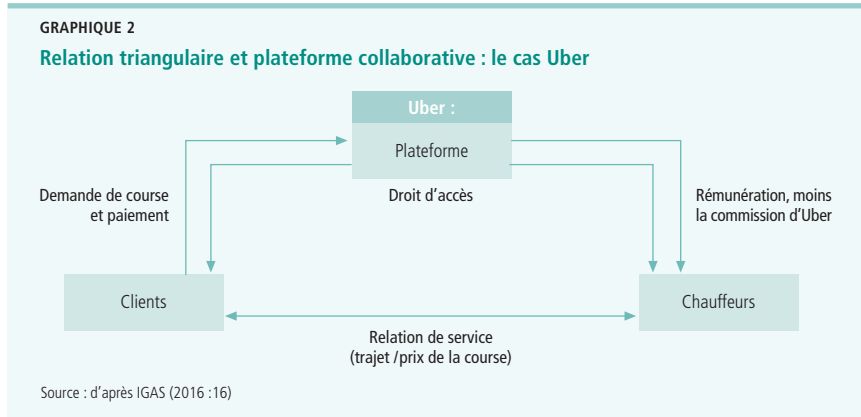 GRAPHIQUE 2
Relation triangulaire et plateforme collaborative : le cas Uber
Uber :
Plateforme
Demande de course
et paiement
Droit d'accès
Rémunération, moins
la commission d'Uber
Clients
Chauffeurs
Relation de service
(trajet /prix de la course)
Source : d'après IGAS (2016 :16)